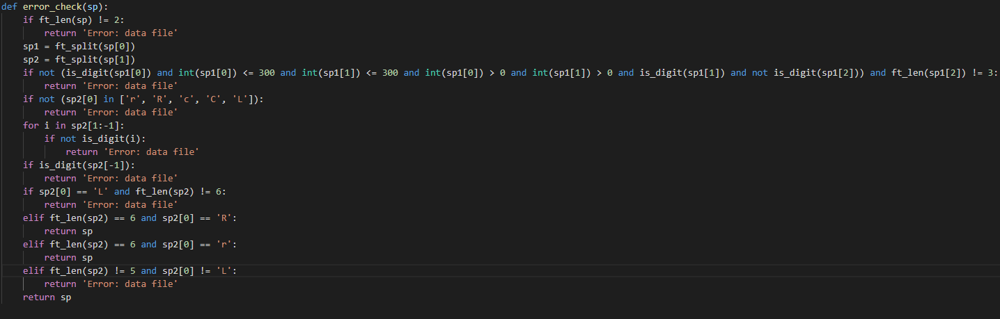 def error_check(sp):
    if ft_len(sp) != 2:
        return 'Error: data file'
    sp1 = ft_split(sp[0])
    sp2 = ft_split(sp[1])
    if not (is_digit(sp1[0]) and int(sp1[0]) <= 300 and int(sp1[1]) <= 300 and int(sp1[0]) > 0 and int(sp1[1]) > 0 and is_digit(sp1[1]) and not is_digit(sp1[2])) and ft_len(sp1[2]) != 3:
        return 'Error: data file'
    if not (sp2[0] in ['r', 'R', 'c', 'C', 'L']):
        return 'Error: data file'
    for i in sp2[1:-1]:
        if not is_digit(i):
            return 'Error: data file'
    if is_digit(sp2[-1]):
        return 'Error: data file'
    if sp2[0] == 'L' and ft_len(sp2) != 6:
        return 'Error: data file'
    elif ft_len(sp2) == 6 and sp2[0] == 'R':
        return sp
    elif ft_len(sp2) == 6 and sp2[0] == 'r':
        return sp
    elif ft_len(sp2) != 5 and sp2[0] != 'L':
        return 'Error: data file'
    return sp